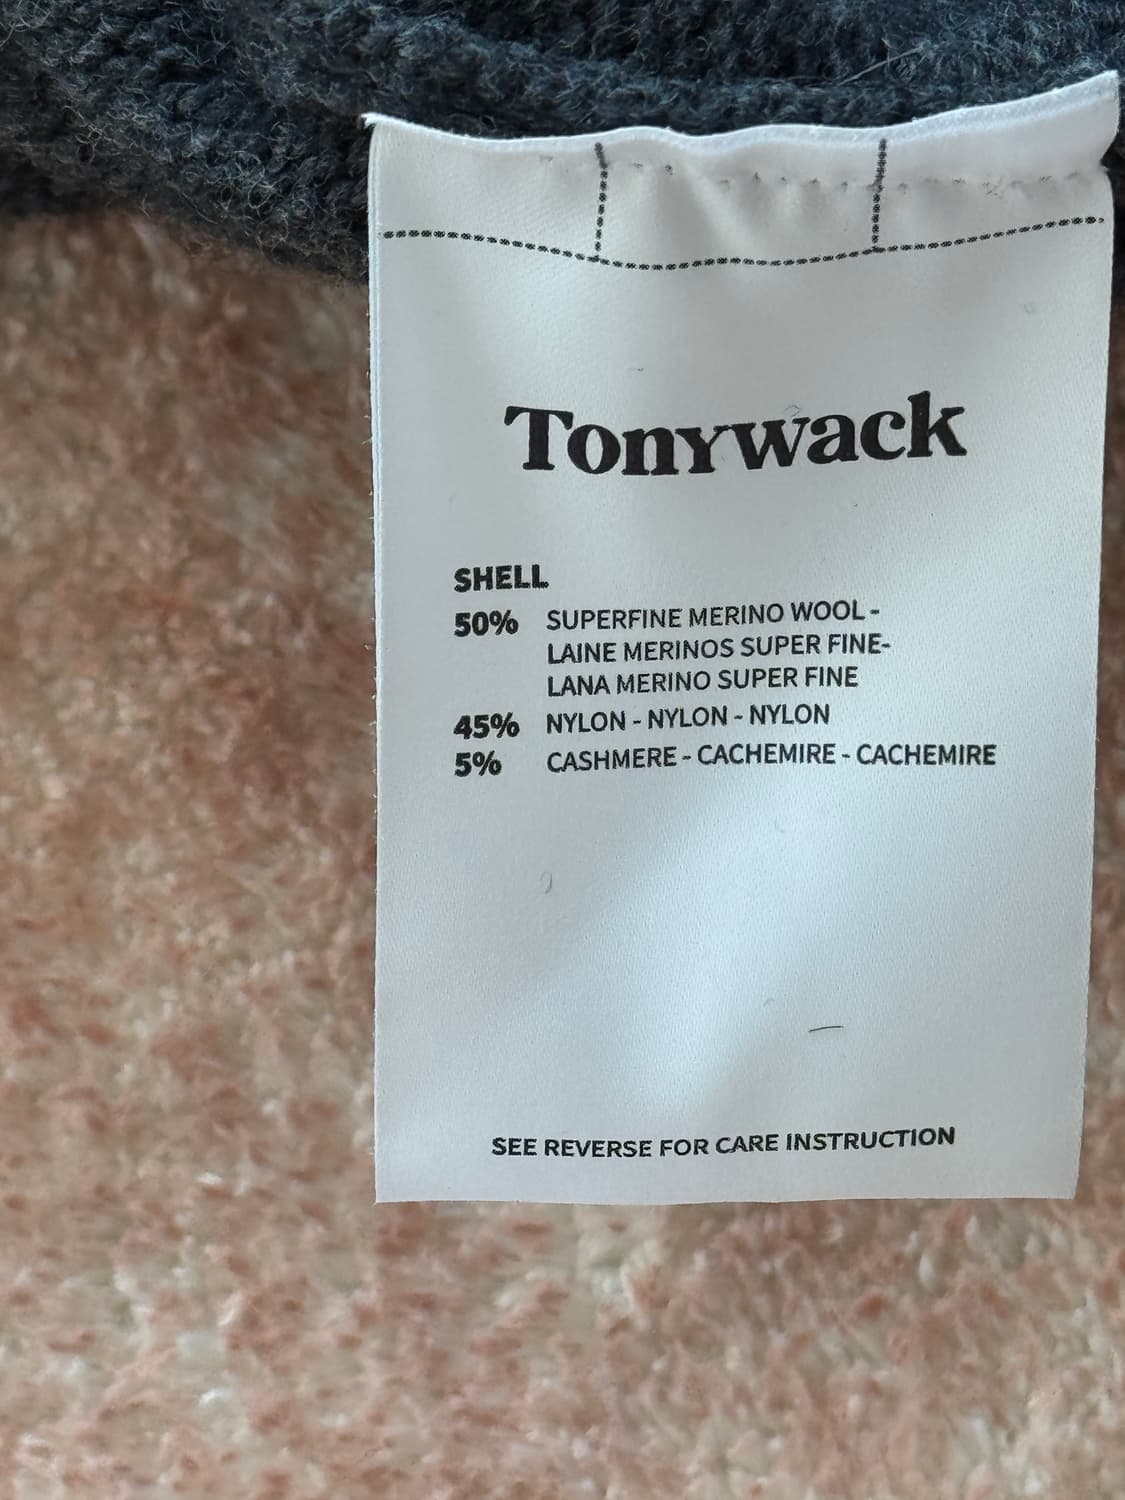 Tonywack
SHELL
50% SUPERFINE MERINO WOOL -
LAINE MERINOS SUPER FINE-
LANA MERINO SUPER FINE
45% NYLON - NYLON - NYLON
5% CASHMERE - CACHEMIRE - CACHEMIRE
SEE REVERSE FOR CARE INSTRUCTION